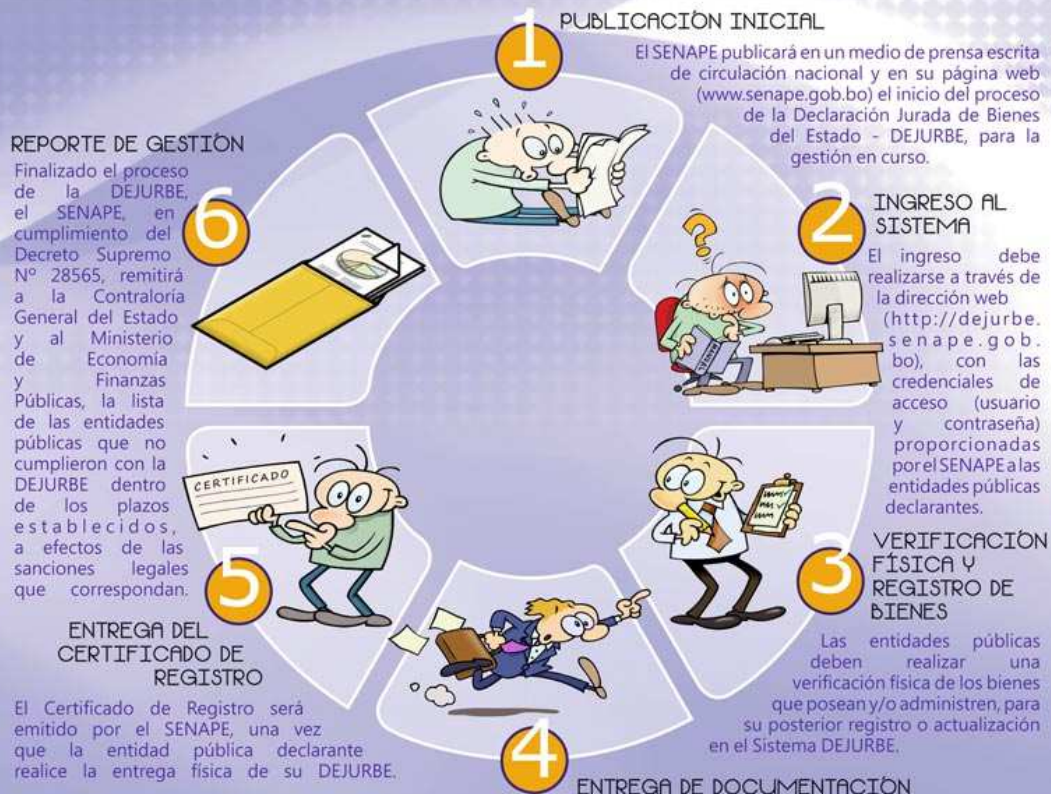 1
PUBLICACIÓN INICIAL
El SENAPE publicará en un medio de prensa escrita
de circulación nacional y en su página web
(www.senape.gob.bo) el inicio del proceso
de la Declaración Jurada de Bienes
del Estado - DEJURBE, para la
gestión en curso.
2
INGRESO AL
SISTEMA
El ingreso debe
realizarse a través de
la dirección web
(http://dejurbe.
senape.gob.
bo), con las
credenciales de
acceso (usuario
y contraseña)
proporcionadas
por el SENAPE a las
entidades públicas
declarantes.
3
VERIFICACIÓN
FÍSICA Y
REGISTRO DE
BIENES
Las entidades públicas
deben realizar una
verificación física de los bienes
que posean y/o administren, para
su posterior registro o actualización
en el Sistema DEJURBE.
4
ENTREGA DE DOCUMENTACIÓN
5
CERTIFICADO
ENTREGA DEL
CERTIFICADO DE
REGISTRO
El Certificado de Registro será
emitido por el SENAPE, una vez
que la entidad pública declarante
realice la entrega física de su DEJURBE.
6
REPORTE DE GESTIÓN
Finalizado el proceso
de la DEJURBE,
el SENAPE, en
cumplimiento del
Decreto Supremo
Nº 28565, remitirá
a la Contraloría
General del Estado
y al Ministerio
de Economía
y Finanzas
Públicas, la lista
de las entidades
públicas que no
cumplieron con la
DEJURBE dentro
de los plazos
establecidos,
a efectos de las
sanciones legales
que correspondan.